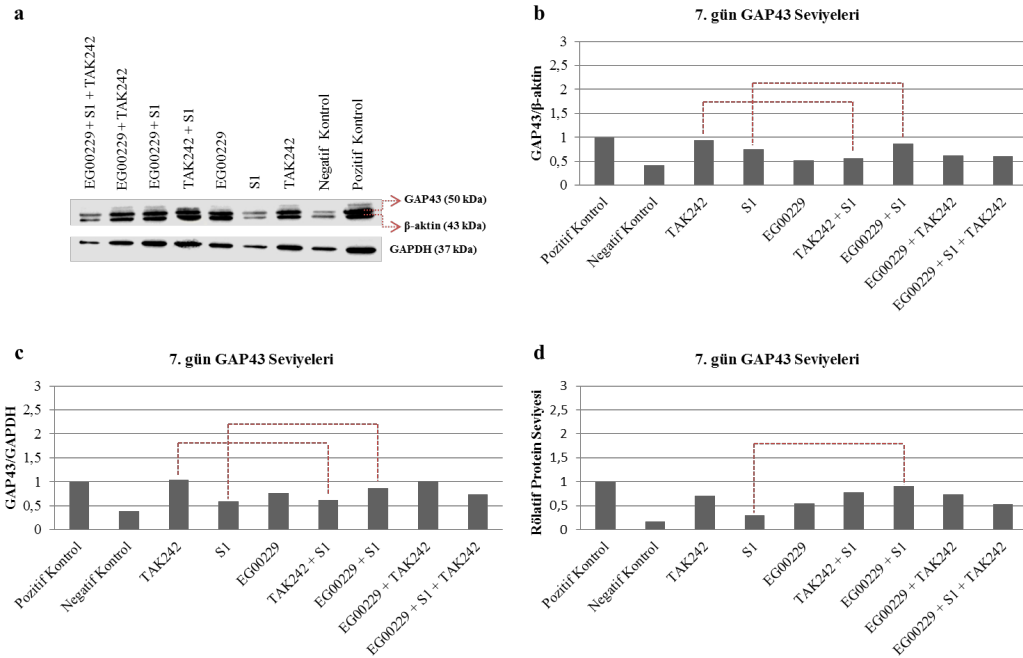 a
EG00229 + S1 + TAK242
EG00229 + TAK242
EG00229 + S1
TAK242 + S1
EG00229
S1
TAK242
Negatif Kontrol
Pozitif Kontrol
GAP43 (50 kDa)
β-aktin (43 kDa)
GAPDH (37 kDa)
b
7. gün GAP43 Seviyeleri
GAP43/β-aktin
3
2,5
2
1,5
1
0,5
0
Pozitif Kontrol
Negatif Kontrol
TAK242
S1
EG00229
TAK242 + S1
EG00229 + S1
EG00229 + TAK242
EG00229 + S1 + TAK242
c
7. gün GAP43 Seviyeleri
GAP43/GAPDH
3
2,5
2
1,5
1
0,5
0
Pozitif Kontrol
Negatif Kontrol
TAK242
S1
EG00229
TAK242 + S1
EG00229 + S1
EG00229 + TAK242
EG00229 + S1 + TAK242
d
7. gün GAP43 Seviyeleri
Rölatif Protein Seviyesi
3
2,5
2
1,5
1
0,5
0
Pozitif Kontrol
Negatif Kontrol
TAK242
S1
EG00229
TAK242 + S1
EG00229 + S1
EG00229 + TAK242
EG00229 + S1 + TAK242